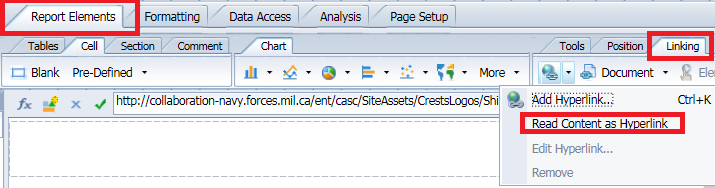 Report Elements Formatting Data Access Analysis Page Setup
Tables Cell Section Comment Chart Tools Position Linking
Blank Pre-Defined More Document Ele
fx http://collaboration-navy.forces.mil.ca/ent/casc/SiteAssets/CrestsLogos/Shi
Add Hyperlink... Ctrl+K
Read Content as Hyperlink
Edit Hyperlink...
Remove